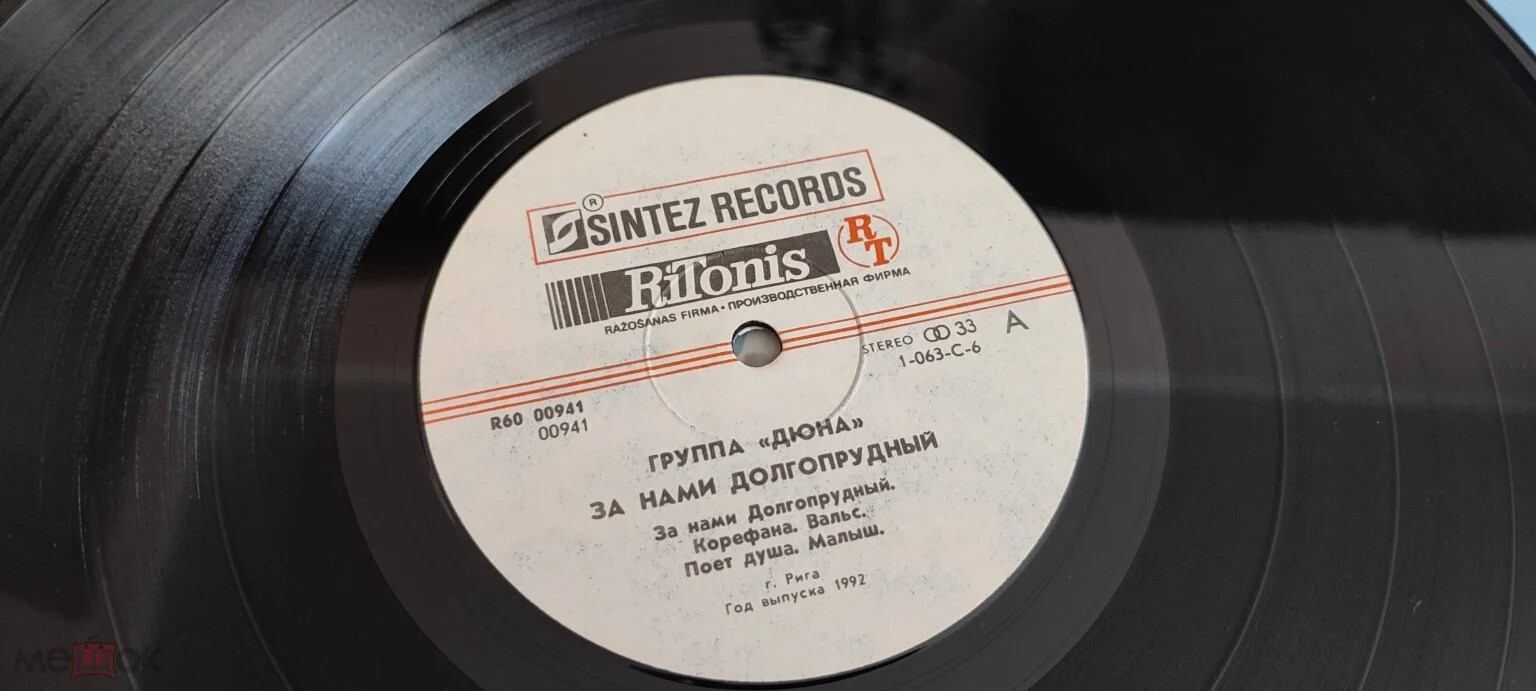 ® SINTEZ RECORDS
RiTonis RT
RAŽOŠANAS FIRMA • ПРОИЗВОДСТВЕННАЯ ФИРМА
STEREO 33 A
1-063-C-6
R60 00941
00941
ГРУППА «ДЮНА»
ЗА НАМИ ДОЛГОПРУДНЫЙ
За нами Долгопрудный.
Корефана. Вальс.
Поет душа. Малыш.
г. Рига
Год выпуска 1992
мешок